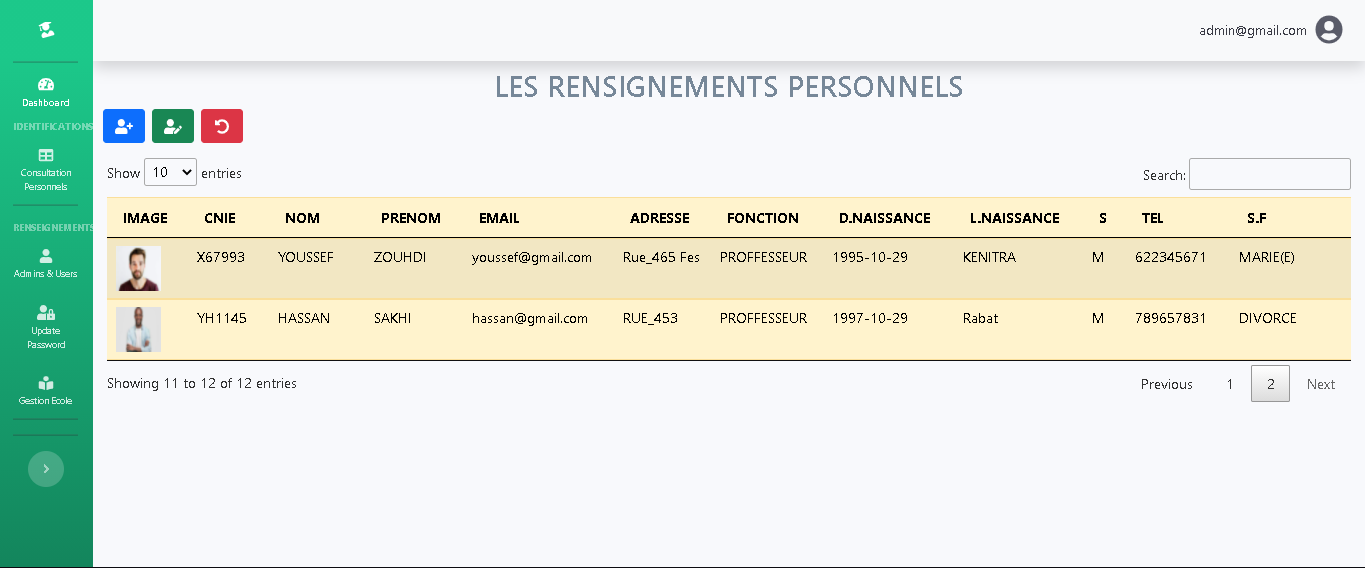 admin@gmail.com
Dashboard
IDENTIFICATIONS
Consultation
Personnels
RENSEIGNEMENTS
Admins & Users
Update
Password
Gestion Ecole
LES RENSIGNEMENTS PERSONNELS
Show 10 entries
Search:
IMAGE CNIE NOM PRENOM EMAIL ADRESSE FONCTION D.NAISSANCE L.NAISSANCE S TEL S.F
X67993 YOUSSEF ZOUHDI youssef@gmail.com Rue_465 Fes PROFFESSEUR 1995-10-29 KENITRA M 622345671 MARIE(E)
YH1145 HASSAN SAKHI hassan@gmail.com RUE_453 PROFFESSEUR 1997-10-29 Rabat M 789657831 DIVORCE
Showing 11 to 12 of 12 entries
Previous 1 2 Next